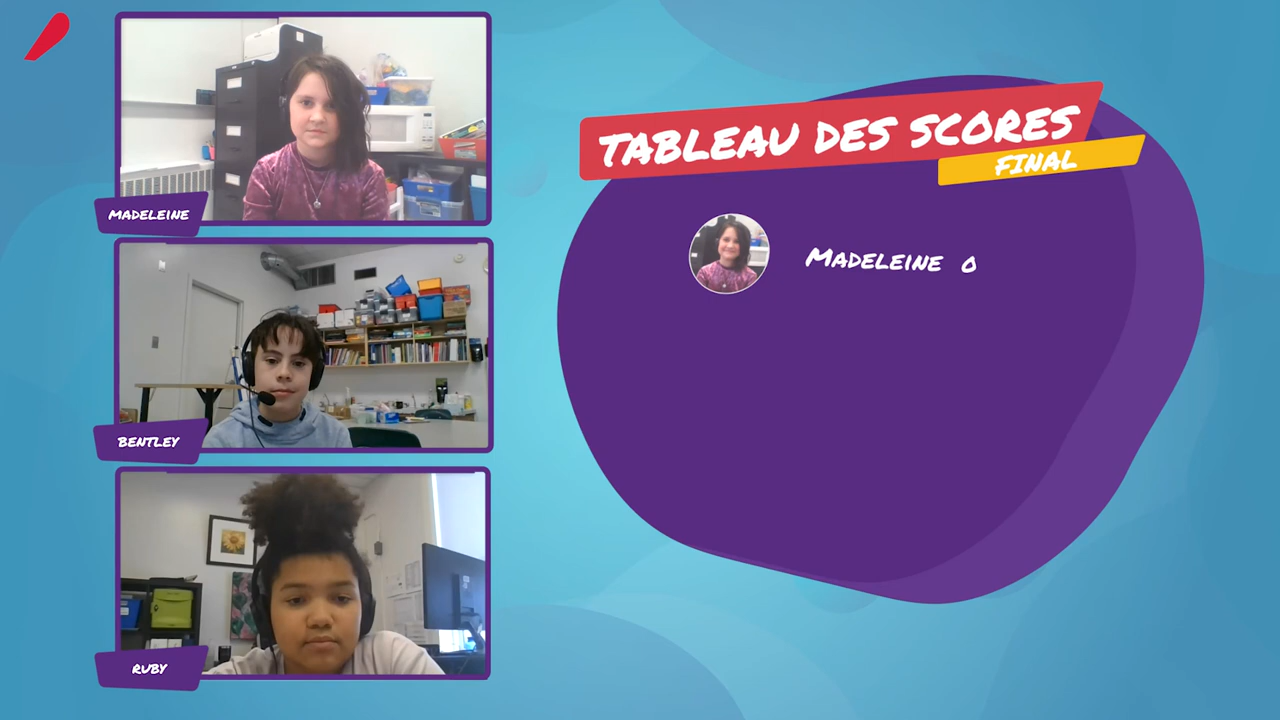 MADELEINE
BENTLEY
RUBY
TABLEAU DES SCORES
FINAL
MADELEINE 0